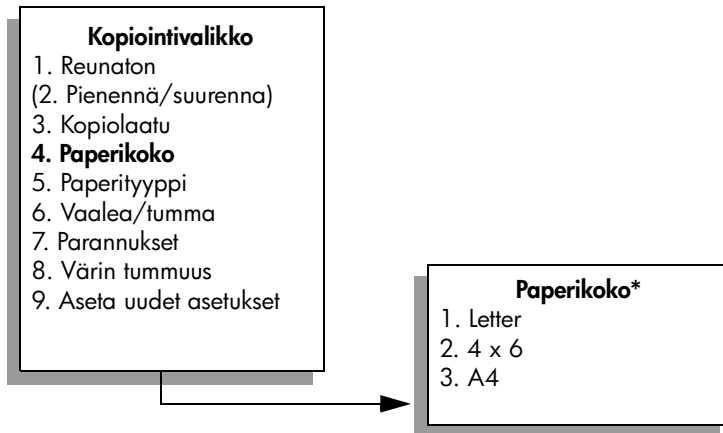 Kopiointivalikko
1. Reunaton
(2. Pienennä/suurenna)
3. Kopiolaatu
4. Paperikoko
5. Paperityyppi
6. Vaalea/tumma
7. Parannukset
8. Värin tummuus
9. Aseta uudet asetukset
Paperikoko*
1. Letter
2. 4 x 6
3. A4